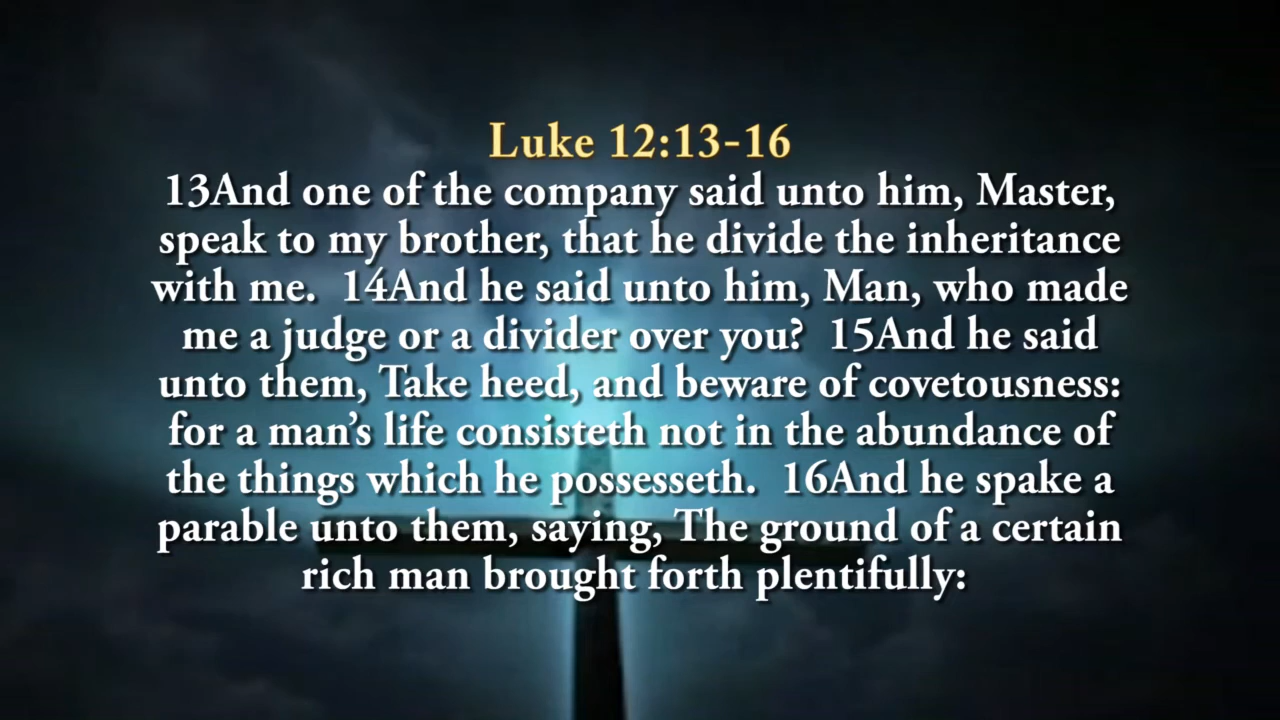 Luke 12:13-16
13And one of the company said unto him, Master,
speak to my brother, that he divide the inheritance
with me.  14And he said unto him, Man, who made
me a judge or a divider over you?  15And he said
unto them, Take heed, and beware of covetousness:
for a man’s life consisteth not in the abundance of
the things which he possesseth.  16And he spake a
parable unto them, saying, The ground of a certain
rich man brought forth plentifully: